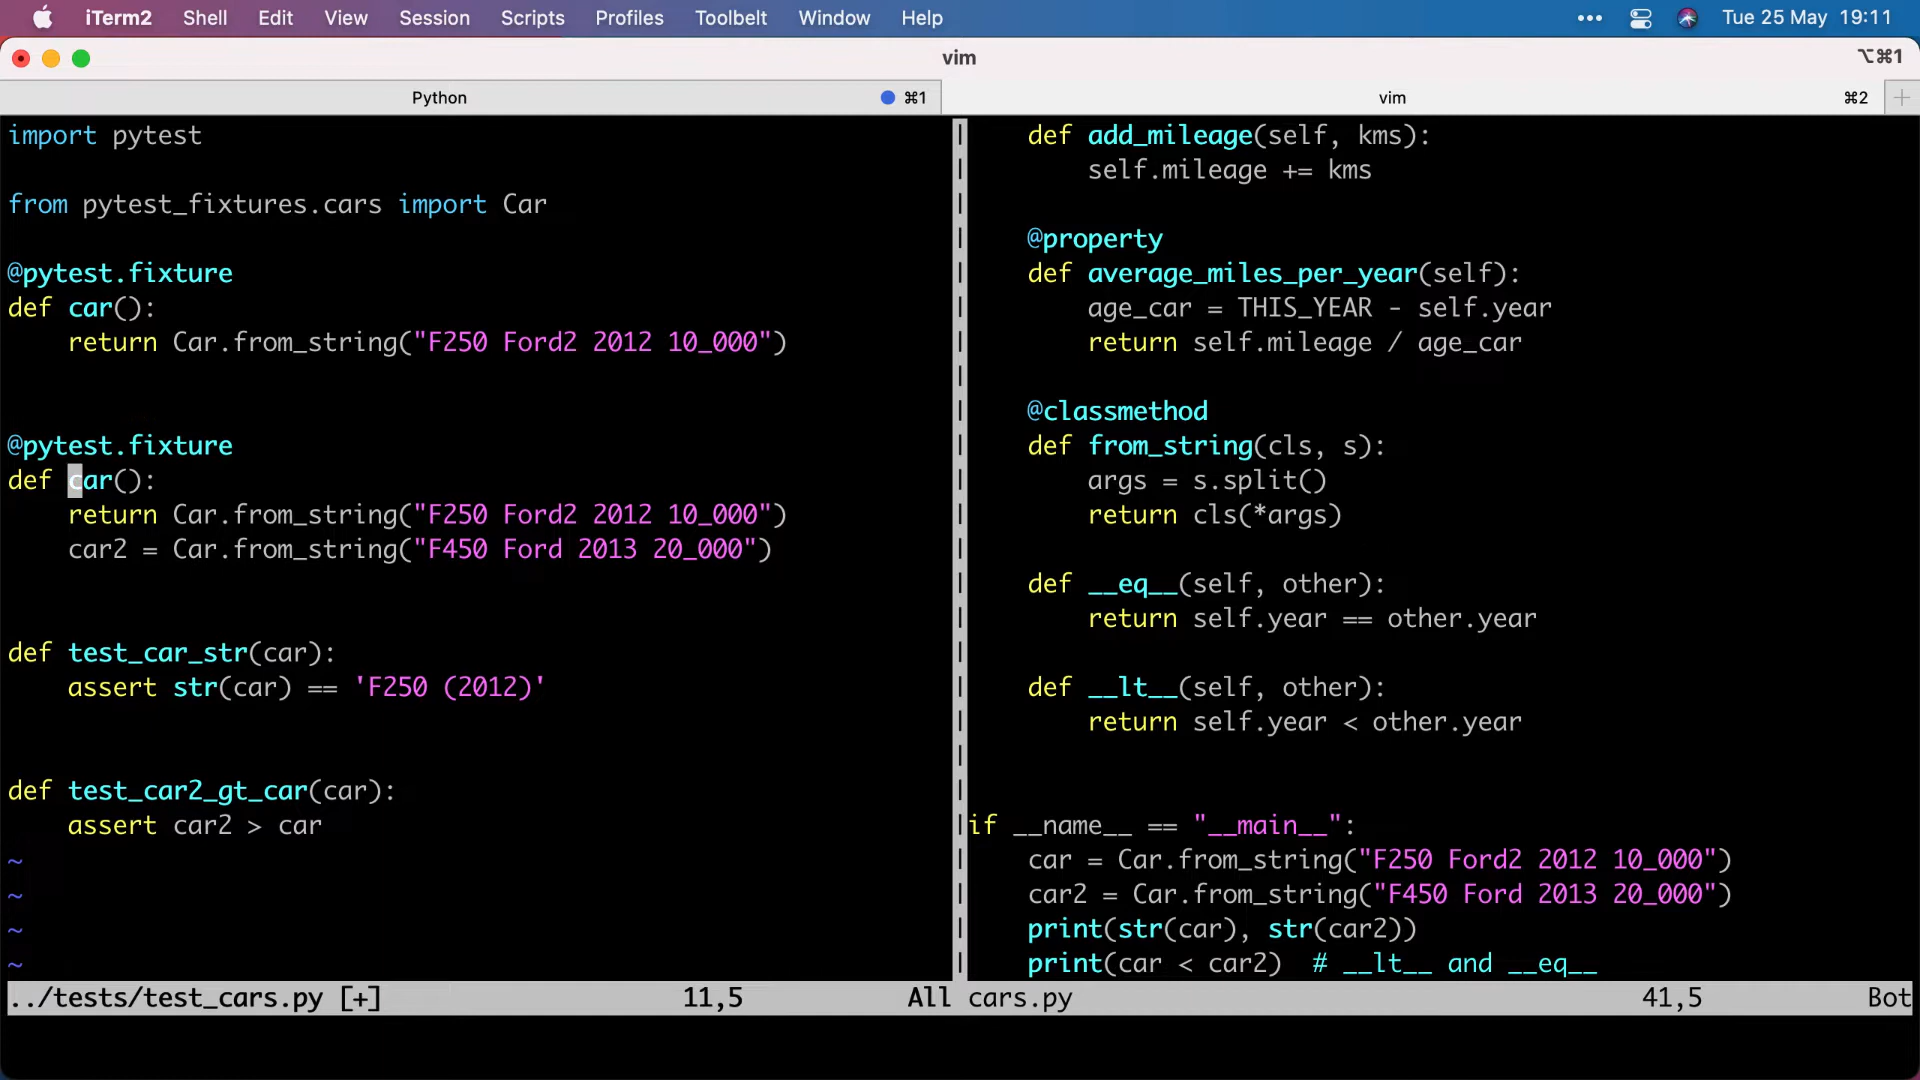 iTerm2 Shell Edit View Session Scripts Profiles Toolbelt Window Help ••• Tue 25 May 19:11
vim ⌥⌘1
Python ⌘1
vim ⌘2 +
import pytest
from pytest_fixtures.cars import Car
@pytest.fixture
def car():
    return Car.from_string("F250 Ford2 2012 10_000")
@pytest.fixture
def car():
    return Car.from_string("F250 Ford2 2012 10_000")
    car2 = Car.from_string("F450 Ford 2013 20_000")
def test_car_str(car):
    assert str(car) == 'F250 (2012)'
def test_car2_gt_car(car):
    assert car2 > car
~
~
~
~
../tests/test_cars.py [+] 11,5 All
    def add_mileage(self, kms):
        self.mileage += kms
    @property
    def average_miles_per_year(self):
        age_car = THIS_YEAR - self.year
        return self.mileage / age_car
    @classmethod
    def from_string(cls, s):
        args = s.split()
        return cls(*args)
    def __eq__(self, other):
        return self.year == other.year
    def __lt__(self, other):
        return self.year < other.year
if __name__ == "__main__":
    car = Car.from_string("F250 Ford2 2012 10_000")
    car2 = Car.from_string("F450 Ford 2013 20_000")
    print(str(car), str(car2))
    print(car < car2)  # __lt__ and __eq__
cars.py 41,5 Bot